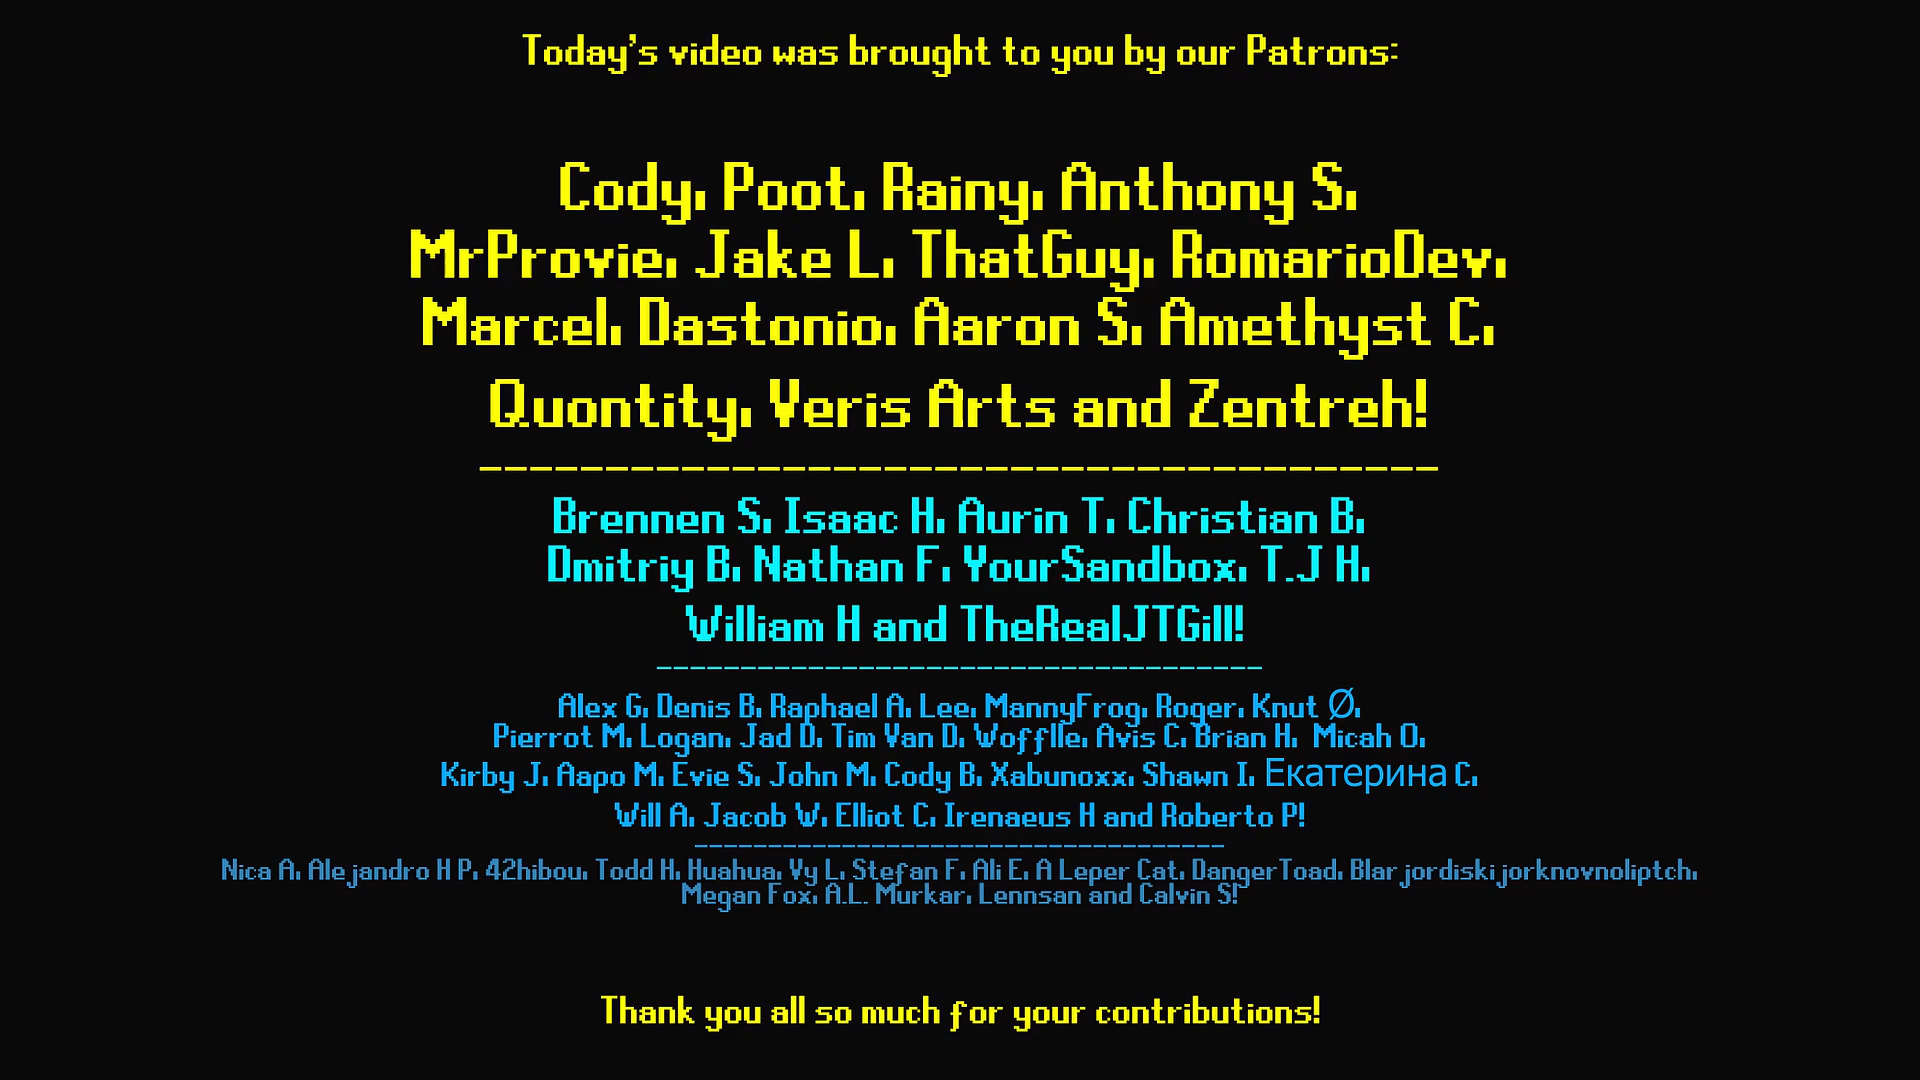 Today's video was brought to you by our Patrons:
Cody, Poot, Rainy, Anthony S,
MrProvie, Jake L, ThatGuy, RomarioDev,
Marcel, Dastonio, Aaron S, Amethyst C,
Quontity, Veris Arts and Zentreh!
--------------------------------------
Brennen S, Isaac H, Aurin T, Christian B,
Dmitriy B, Nathan F, YourSandbox, T.J H,
William H and TheRealJTGill!
------------------------------------
Alex G, Denis B, Raphael A, Lee, MannyFrog, Roger, Knut Ø,
Pierrot M, Logan, Jad D, Tim Van D, Wofflle, Avis C, Brian H,  Micah O,
Kirby J, Aapo M, Evie S, John M, Cody B, Xabunoxx, Shawn I, Екатерина C,
Will A, Jacob W, Elliot C, Irenaeus H and Roberto P!
------------------------------------
Nica A, Alejandro H P, 42hibou, Todd H, Huahua, Vy L, Stefan F, Ali E, A Leper Cat, DangerToad, Blarjordiskijorknovnoliptch,
Megan Fox, A.L. Murkar, Lennsan and Calvin S!
Thank you all so much for your contributions!